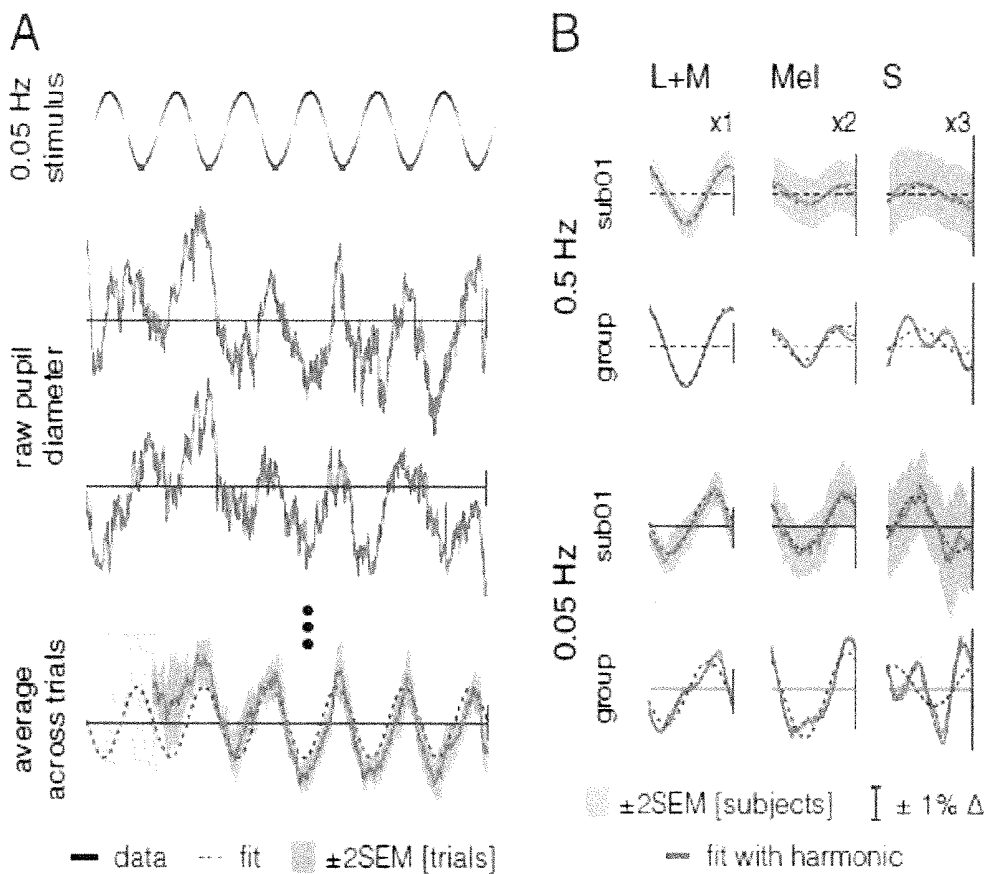 A
0.05 Hz
stimulus
raw pupil
diameter
average
across trials
data
fit
±2SEM [trials]
B
L+M
Mel
S
x1
x2
x3
0.5 Hz
sub01
group
0.05 Hz
sub01
group
±2SEM [subjects]
± 1% Δ
fit with harmonic